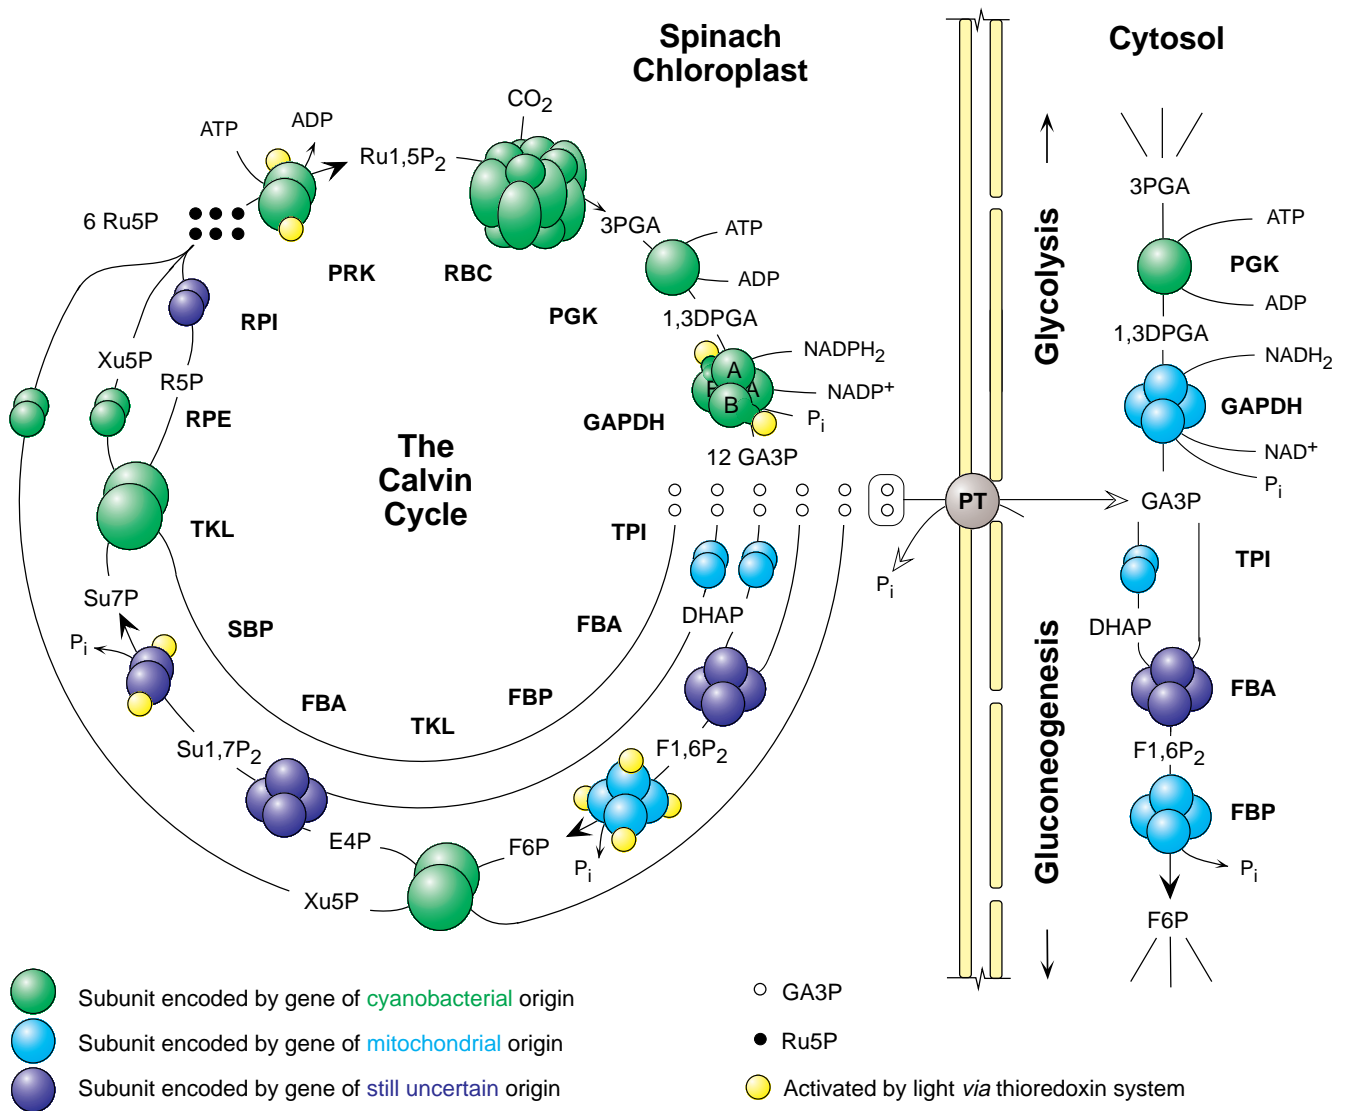 Spinach
Chloroplast
Cytosol
CO2
ATP
ADP
Ru1,5P2
3PGA
6 Ru5P
PRK
RBC
ATP
ADP
PGK
1,3DPGA
RPI
Xu5P
R5P
RPE
NADPH2
NADP+
Pi
A
B
A
B
GAPDH
12 GA3P
The
Calvin
Cycle
TKL
TPI
PT
Pi
Su7P
SBP
FBA
DHAP
Pi
FBA
FBP
TKL
Su1,7P2
F1,6P2
E4P
F6P
Pi
Xu5P
Glycolysis
Gluconeogenesis
3PGA
ATP
PGK
ADP
1,3DPGA
NADH2
GAPDH
NAD+
Pi
GA3P
TPI
DHAP
FBA
F1,6P2
FBP
Pi
F6P
Subunit encoded by gene of cyanobacterial origin
Subunit encoded by gene of mitochondrial origin
Subunit encoded by gene of still uncertain origin
GA3P
Ru5P
Activated by light via thioredoxin system